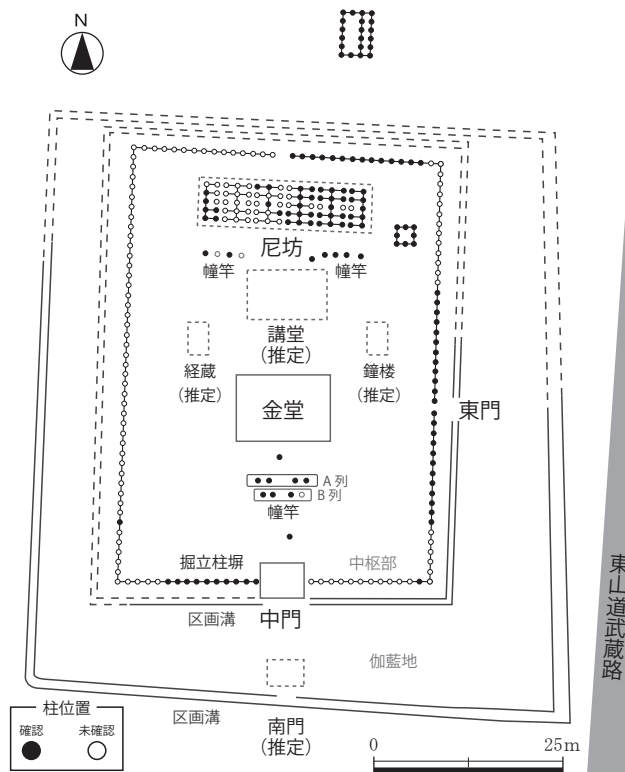 N
尼坊
幢竿
幢竿
講堂
(推定)
経蔵
(推定)
鐘楼
(推定)
金堂
東門
A列
B列
幢竿
掘立柱塀
中枢部
区画溝
中門
伽藍地
東山道武蔵路
柱位置
確認
未確認
区画溝
南門
(推定)
0
25m